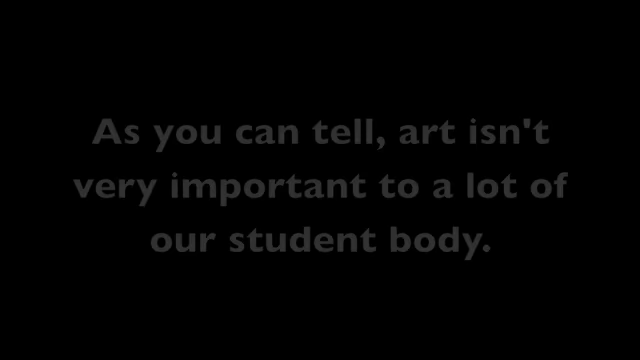 As you can tell, art isn't
very important to a lot of
our student body.